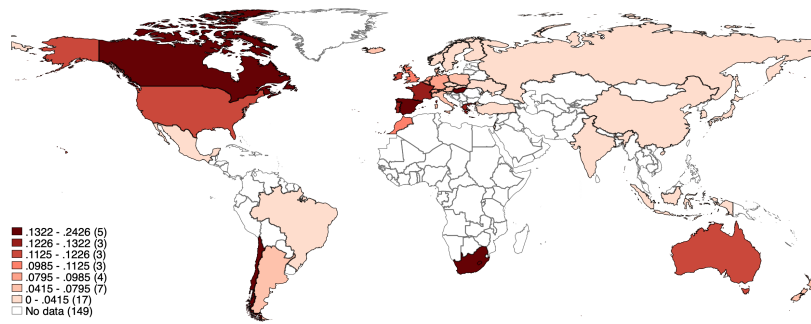 .1322 - .2426 (5)
.1226 - .1322 (3)
.1125 - .1226 (3)
.0985 - .1125 (3)
.0795 - .0985 (4)
.0415 - .0795 (7)
0 - .0415 (17)
No data (149)